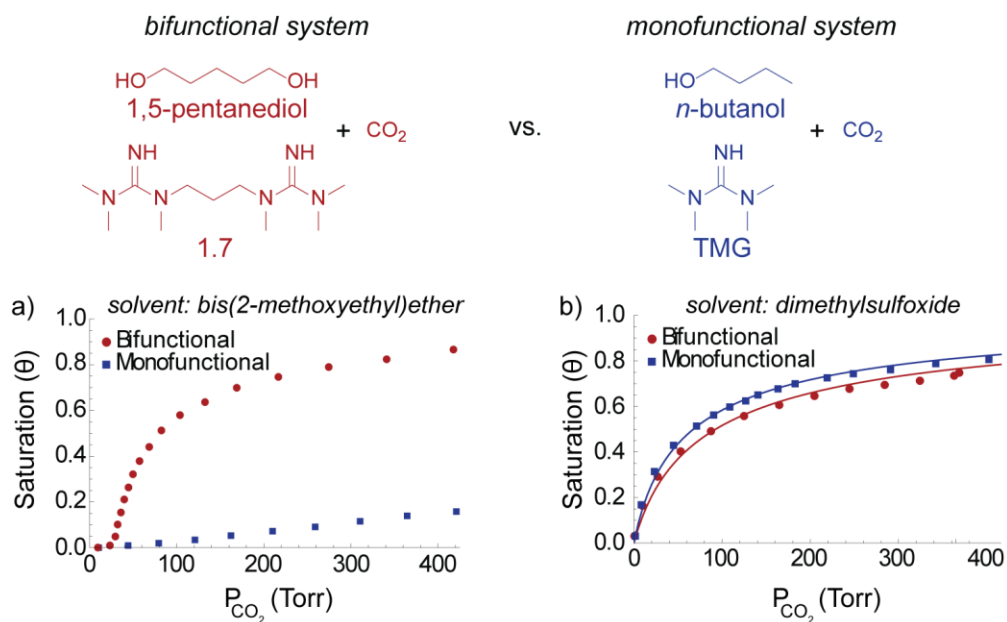 bifunctional system
monofunctional system
HO OH
HO
1,5-pentanediol
n-butanol
+ CO2
vs.
+ CO2
NH NH
NH
N N N N
N N
1.7
TMG
a) solvent: bis(2-methoxyethyl)ether
1.0
0.8
0.6
0.4
0.2
0.0
Bifunctional
Monofunctional
Saturation (θ)
0 100 200 300 400
PCO2 (Torr)
b) solvent: dimethylsulfoxide
1.0
0.8
0.6
0.4
0.2
0.0
Bifunctional
Monofunctional
Saturation (θ)
0 100 200 300 400
PCO2 (Torr)